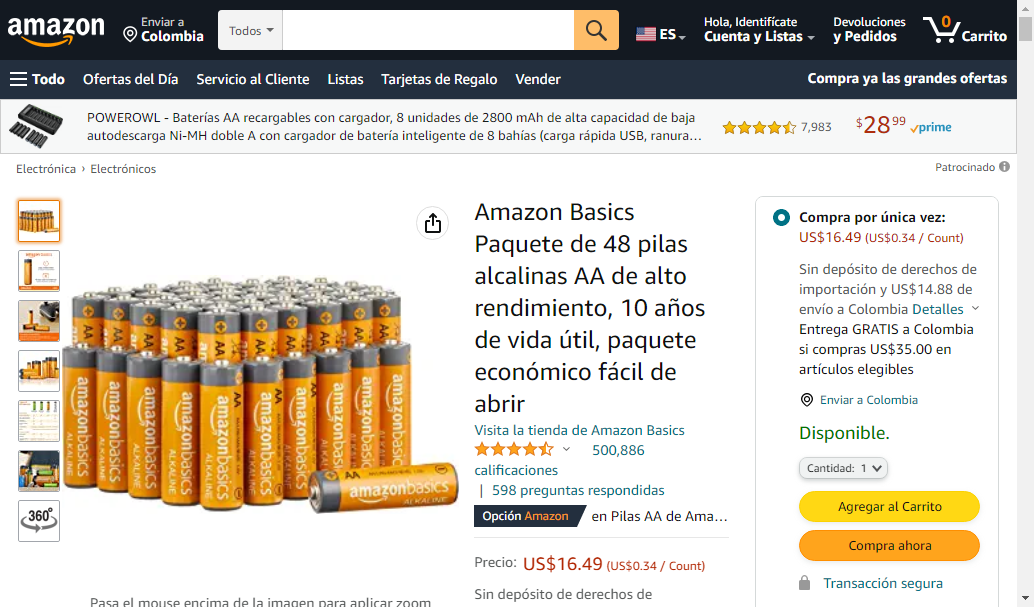 amazon
Enviar a
Colombia
Todos
ES
Hola, Identifícate
Cuenta y Listas
Devoluciones
y Pedidos
0
Carrito
Todo
Ofertas del Día
Servicio al Cliente
Listas
Tarjetas de Regalo
Vender
Compra ya las grandes ofertas
POWEROWL - Baterías AA recargables con cargador, 8 unidades de 2800 mAh de alta capacidad de baja
autodescarga Ni-MH doble A con cargador de batería inteligente de 8 bahías (carga rápida USB, ranura…
7,983
$28 99
prime
Electrónica › Electrónicos
Patrocinado
360°
AA
amazonbasics
ALKALINE
Pasa el mouse encima de la imagen para aplicar zoom
Amazon Basics
Paquete de 48 pilas
alcalinas AA de alto
rendimiento, 10 años
de vida útil, paquete
económico fácil de
abrir
Visita la tienda de Amazon Basics
500,886
calificaciones
| 598 preguntas respondidas
Opción Amazon en Pilas AA de Ama…
Precio: US$16.49 (US$0.34 / Count)
Sin depósito de derechos de
Compra por única vez:
US$16.49 (US$0.34 / Count)
Sin depósito de derechos de
importación y US$14.88 de
envío a Colombia Detalles
Entrega GRATIS a Colombia
si compras US$35.00 en
artículos elegibles
Enviar a Colombia
Disponible.
Cantidad: 1
Agregar al Carrito
Compra ahora
Transacción segura